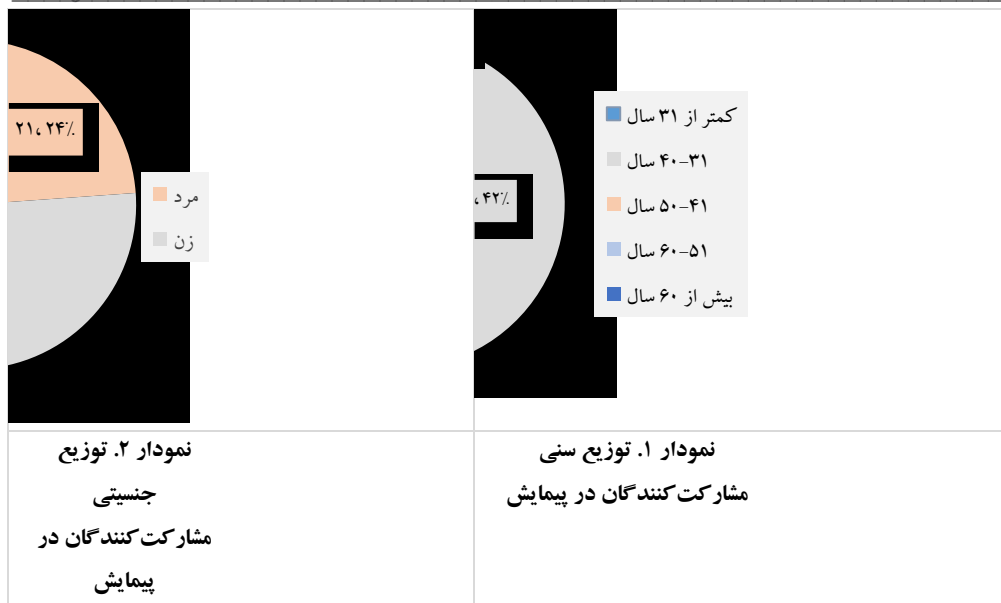 کمتر از ۳۱ سال
۳۱-۴۰ سال
۴۱-۵۰ سال
۵۱-۶۰ سال
بیش از ۶۰ سال
، ۴۲٪
نمودار ۱. توزیع سنی
مشارکت‌کنندگان در پیمایش
۲۱، ۲۴٪
مرد
زن
نمودار ۲. توزیع
جنسیتی
مشارکت‌کنندگان در
پیمایش